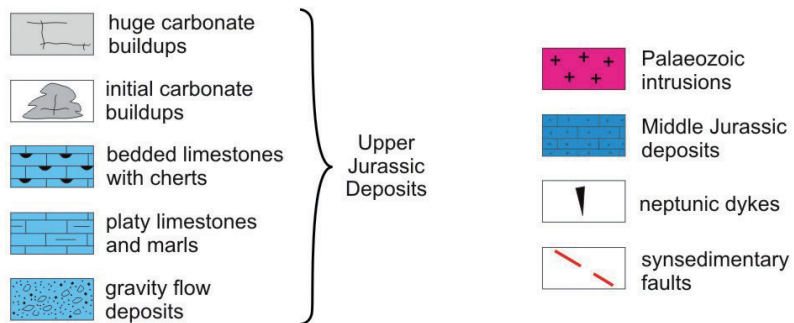 huge carbonate
buildups
initial carbonate
buildups
bedded limestones
with cherts
platy limestones
and marls
gravity flow
deposits
Upper
Jurassic
Deposits
Palaeozoic
intrusions
Middle Jurassic
deposits
neptunic dykes
synsedimentary
faults